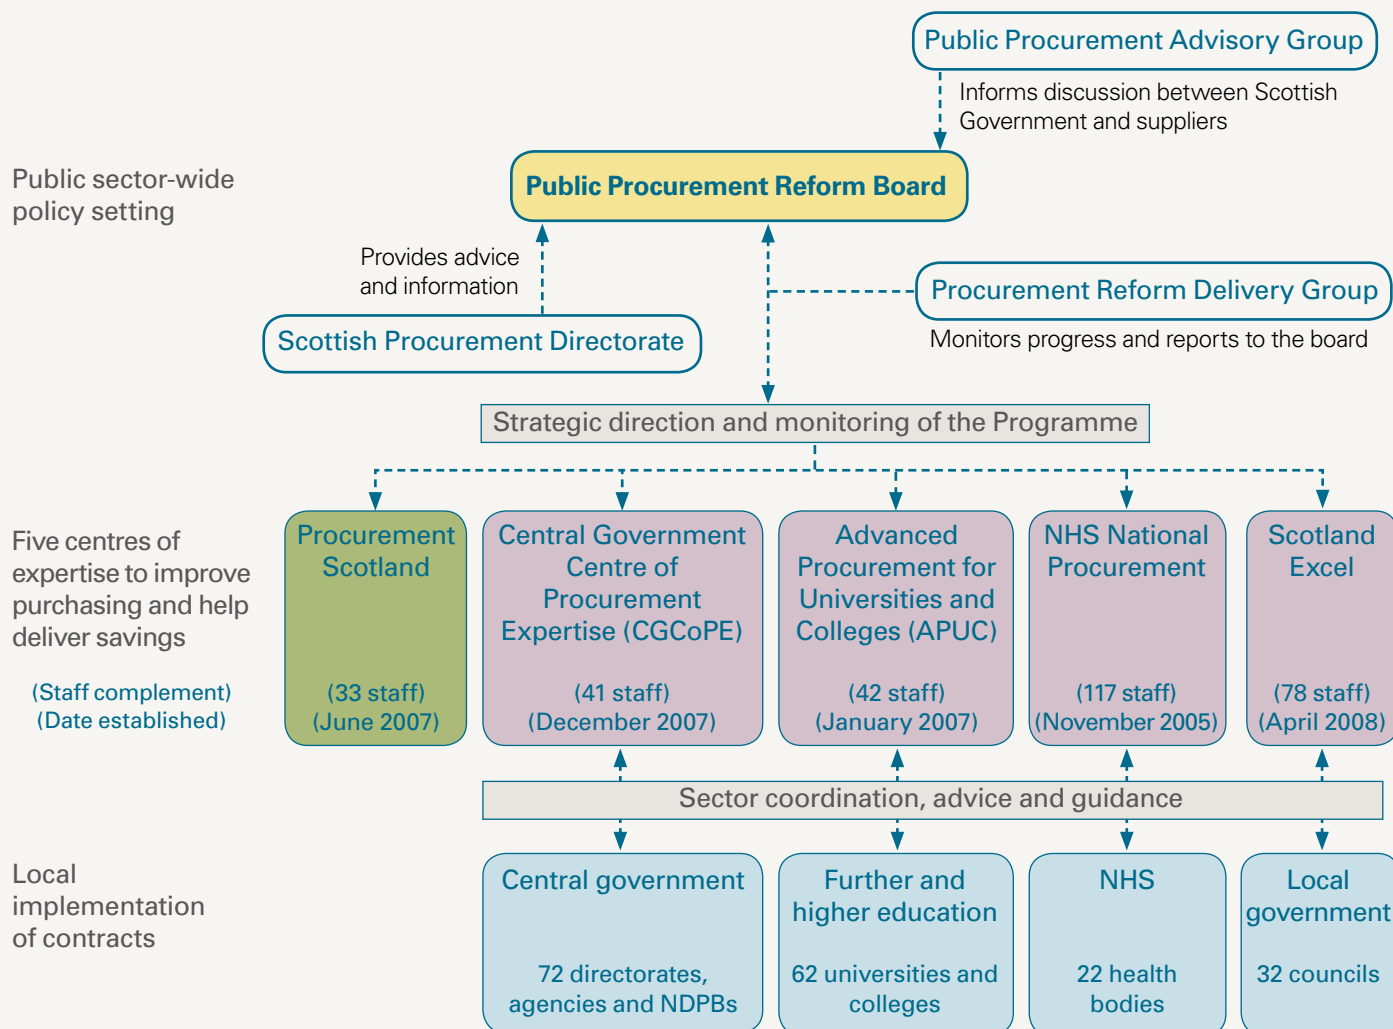 Public Procurement Advisory Group
Informs discussion between Scottish
Government and suppliers
Public sector-wide
policy setting
Public Procurement Reform Board
Provides advice
and information
Procurement Reform Delivery Group
Monitors progress and reports to the board
Scottish Procurement Directorate
Strategic direction and monitoring of the Programme
Five centres of
expertise to improve
purchasing and help
deliver savings
(Staff complement)
(Date established)
Procurement
Scotland
(33 staff)
(June 2007)
Central Government
Centre of
Procurement
Expertise (CGCoPE)
(41 staff)
(December 2007)
Advanced
Procurement for
Universities and
Colleges (APUC)
(42 staff)
(January 2007)
NHS National
Procurement
(117 staff)
(November 2005)
Scotland
Excel
(78 staff)
(April 2008)
Sector coordination, advice and guidance
Local
implementation
of contracts
Central government
72 directorates,
agencies and NDPBs
Further and
higher education
62 universities and
colleges
NHS
22 health
bodies
Local
government
32 councils